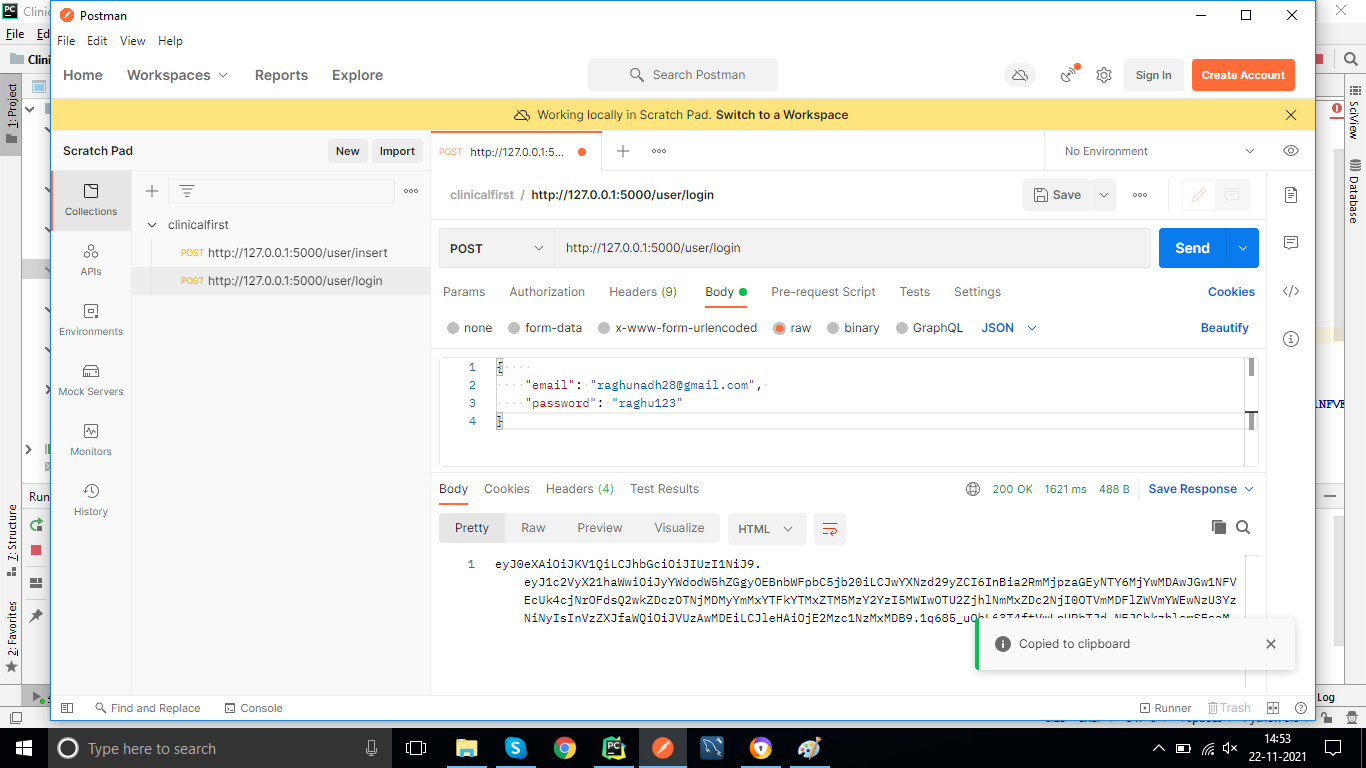 Clinic
Postman
File Ed
File Edit View Help
Clini
Home Workspaces Reports Explore
Search Postman
Sign In
Create Account
Working locally in Scratch Pad. Switch to a Workspace
1: Project
SciView
Database
Scratch Pad
New
Import
POST http://127.0.0.1:5...
No Environment
Collections
APIs
Environments
Mock Servers
Monitors
History
clinicalfirst
POST http://127.0.0.1:5000/user/insert
POST http://127.0.0.1:5000/user/login
clinicalfirst / http://127.0.0.1:5000/user/login
Save
POST
http://127.0.0.1:5000/user/login
Send
Params Authorization Headers (9) Body Pre-request Script Tests Settings
Cookies
none form-data x-www-form-urlencoded raw binary GraphQL JSON
Beautify
1 {
2 "email": "raghunadh28@gmail.com",
3 "password": "raghu123"
4 }
Body Cookies Headers (4) Test Results
200 OK 1621 ms 488 B Save Response
Pretty Raw Preview Visualize HTML
1 eyJ0eXAiOiJKV1QiLCJhbGciOiJIUzI1NiJ9.
Copied to clipboard
Run
7: Structure
2: Favorites
Log
Find and Replace
Console
Runner
Trash
Type here to search
14:53
22-11-2021